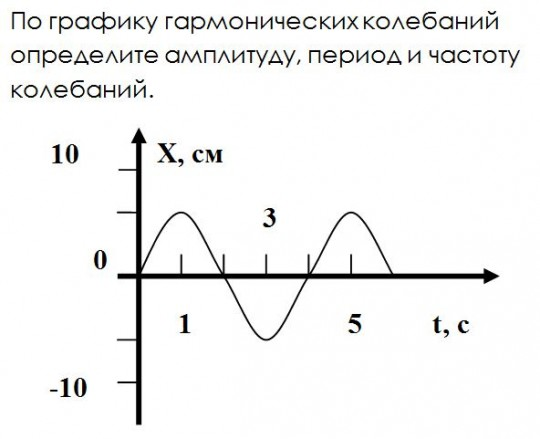 По графику гармонических колебаний
определите амплитуду, период и частоту
колебаний.
10
X, см
3
0
1
5
t, с
-10